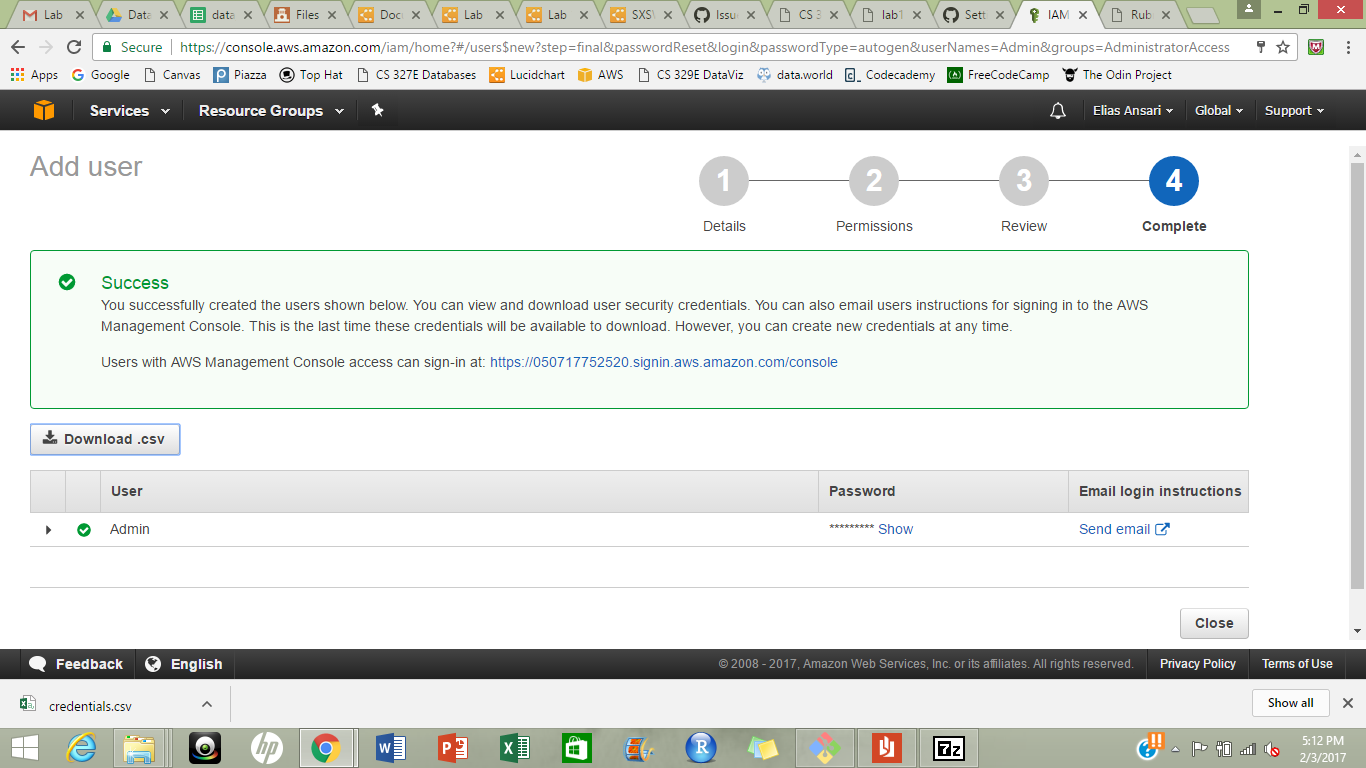 Lab
Data
data
Files
Doc
Lab
Lab
SXSW
Issue
CS 3
lab1
Sett
IAM
Rub
Secure
https://console.aws.amazon.com/iam/home?#/users$new?step=final&passwordReset&login&passwordType=autogen&userNames=Admin&groups=AdministratorAccess
Apps Google Canvas Piazza Top Hat CS 327E Databases Lucidchart AWS CS 329E DataViz data.world Codecademy FreeCodeCamp The Odin Project
Services Resource Groups Elias Ansari Global Support
Add user
1 2 3 4
Details Permissions Review Complete
Success
You successfully created the users shown below. You can view and download user security credentials. You can also email users instructions for signing in to the AWS
Management Console. This is the last time these credentials will be available to download. However, you can create new credentials at any time.
Users with AWS Management Console access can sign-in at: https://050717752520.signin.aws.amazon.com/console
Download .csv
User Password Email login instructions
Admin ********* Show Send email
Close
Feedback English © 2008 - 2017, Amazon Web Services, Inc. or its affiliates. All rights reserved. Privacy Policy Terms of Use
credentials.csv Show all
5:12 PM
2/3/2017